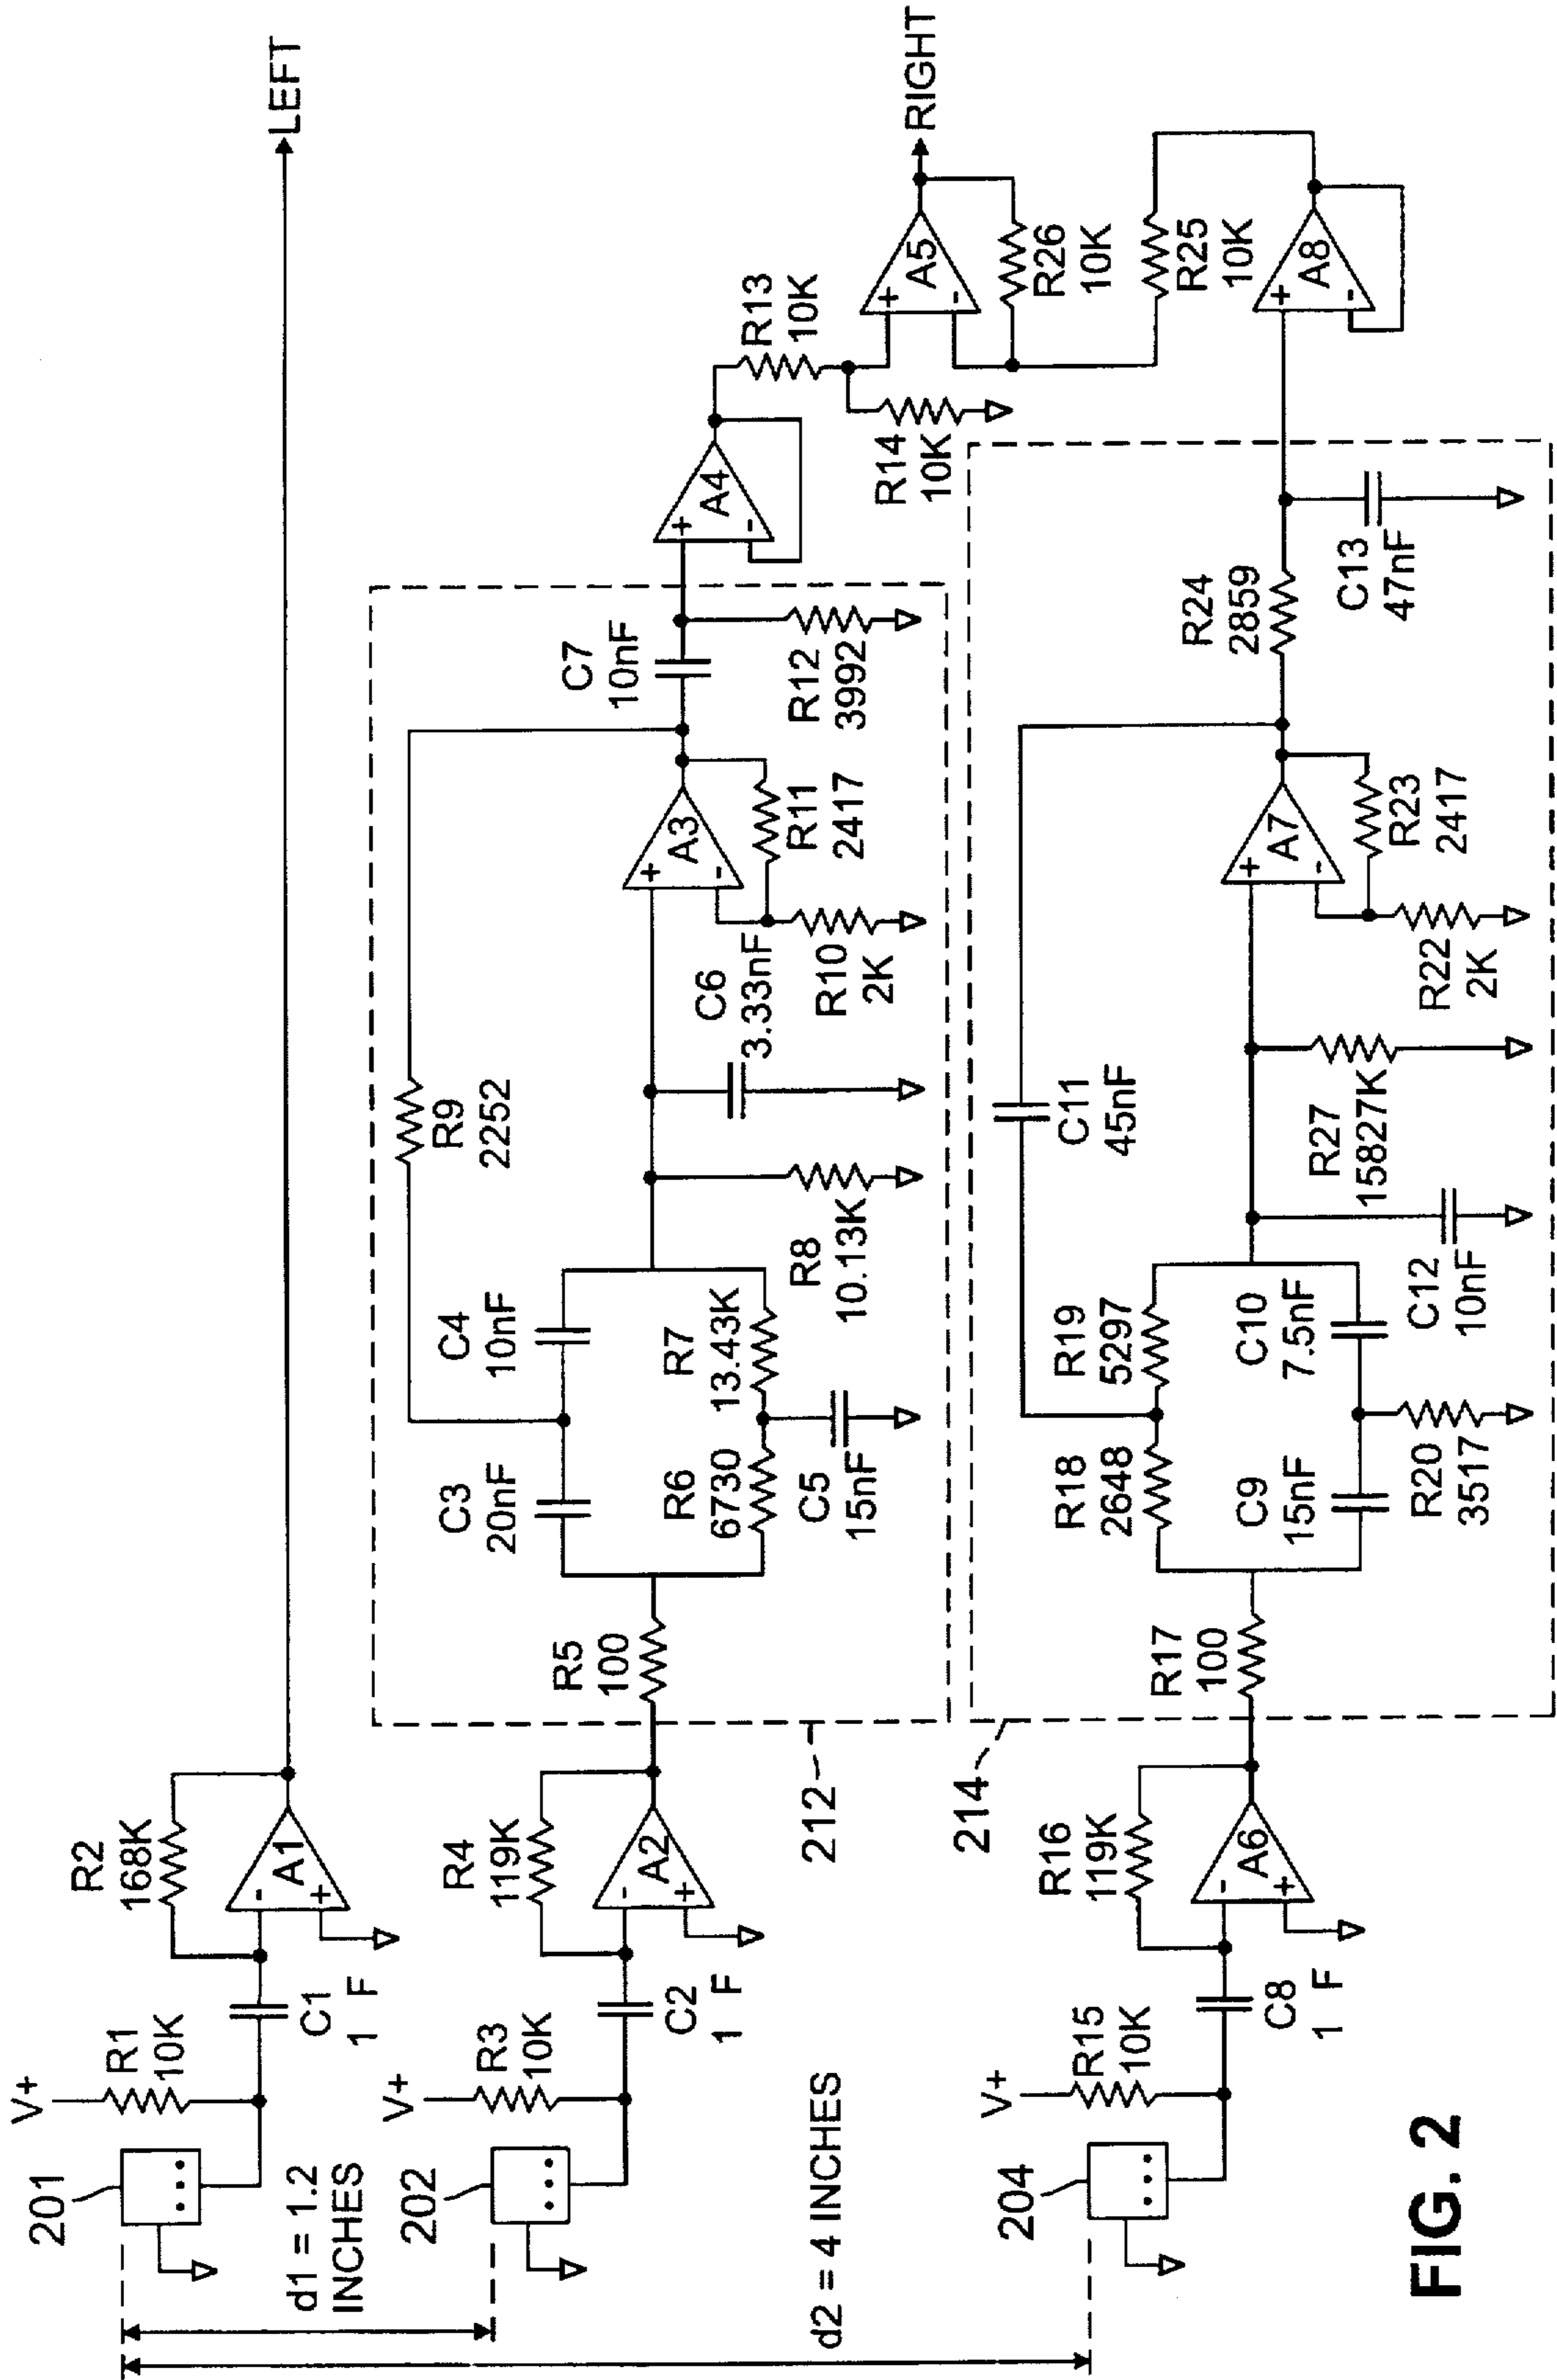 LEFT
V+
R1
10K
R2
168K
A1
-
+
C1
1 F
201
d1 = 1.2
INCHES
V+
R3
10K
R4
119K
A2
-
+
C2
1 F
202
212
R5
100
C3
20nF
C4
10nF
R6
6730
R7
13.43K
C5
15nF
R8
10.13K
R9
2252
C6
3.33nF
A3
+
-
R10
2K
R11
2417
C7
10nF
R12
3992
A4
+
-
R13
10K
R14
10K
A5
+
-
RIGHT
R26
10K
R25
10K
A8
+
-
d2 = 4 INCHES
V+
R15
10K
R16
119K
A6
-
+
C8
1 F
204
214
R17
100
R18
2648
R19
5297
C9
15nF
C10
7.5nF
R20
3517
C12
10nF
C11
45nF
R27
15827K
A7
+
-
R22
2K
R23
2417
R24
2859
C13
47nF
FIG. 2